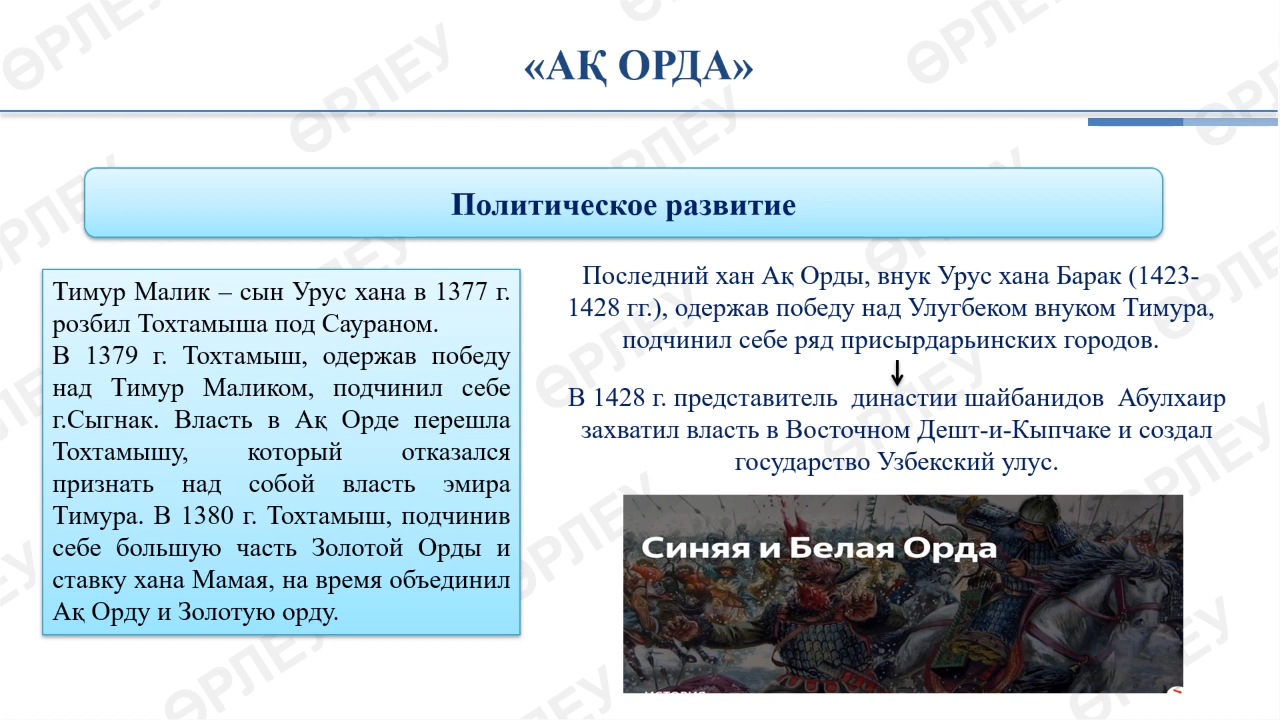 «АҚ ОРДА»
Политическое развитие
Тимур Малик – сын Урус хана в 1377 г.
розбил Тохтамыша под Саураном.
В 1379 г. Тохтамыш, одержав победу
над Тимур Маликом, подчинил себе
г.Сыгнак. Власть в Ақ Орде перешла
Тохтамышу, который отказался
признать над собой власть эмира
Тимура. В 1380 г. Тохтамыш, подчинив
себе большую часть Золотой Орды и
ставку хана Мамая, на время объединил
Ақ Орду и Золотую орду.
Последний хан Ақ Орды, внук Урус хана Барак (1423-
1428 гг.), одержав победу над Улугбеком внуком Тимура,
подчинил себе ряд присырдарьинских городов.
В 1428 г. представитель династии шайбанидов Абулхаир
захватил власть в Восточном Дешт-и-Кыпчаке и создал
государство Узбекский улус.
Синяя и Белая Орда
ИСТОРИЯ
ӨРЛЕУ